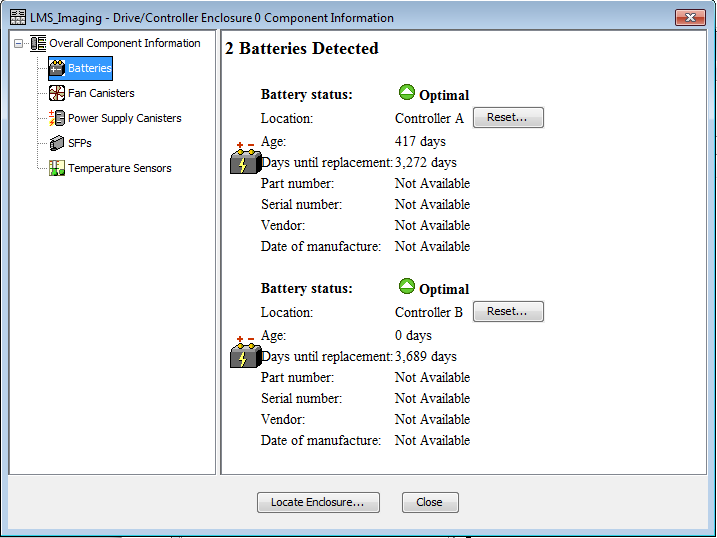 LMS_Imaging - Drive/Controller Enclosure 0 Component Information
Overall Component Information
Batteries
Fan Canisters
Power Supply Canisters
SFPs
Temperature Sensors
2 Batteries Detected
Battery status: Optimal
Location: Controller A Reset...
Age: 417 days
Days until replacement: 3,272 days
Part number: Not Available
Serial number: Not Available
Vendor: Not Available
Date of manufacture: Not Available
Battery status: Optimal
Location: Controller B Reset...
Age: 0 days
Days until replacement: 3,689 days
Part number: Not Available
Serial number: Not Available
Vendor: Not Available
Date of manufacture: Not Available
Locate Enclosure... Close